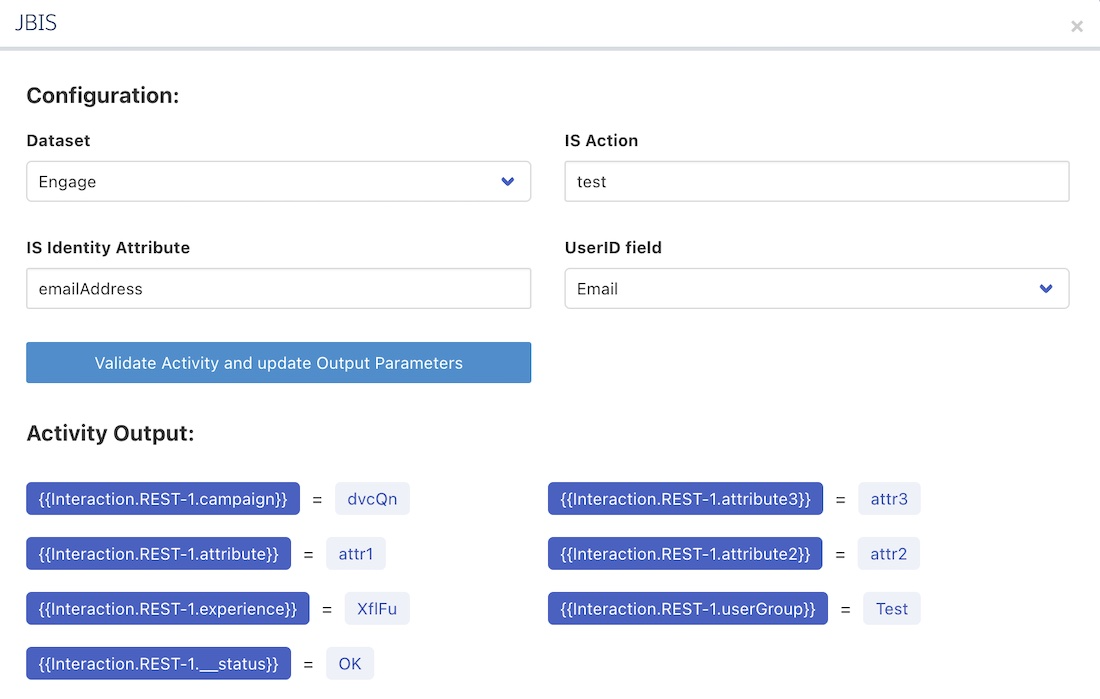 JBIS
×
Configuration:
Dataset
IS Action
Engage
test
IS Identity Attribute
UserID field
emailAddress
Email
Validate Activity and update Output Parameters
Activity Output:
{{Interaction.REST-1.campaign}} = dvcQn
{{Interaction.REST-1.attribute3}} = attr3
{{Interaction.REST-1.attribute}} = attr1
{{Interaction.REST-1.attribute2}} = attr2
{{Interaction.REST-1.experience}} = XflFu
{{Interaction.REST-1.userGroup}} = Test
{{Interaction.REST-1.__status}} = OK